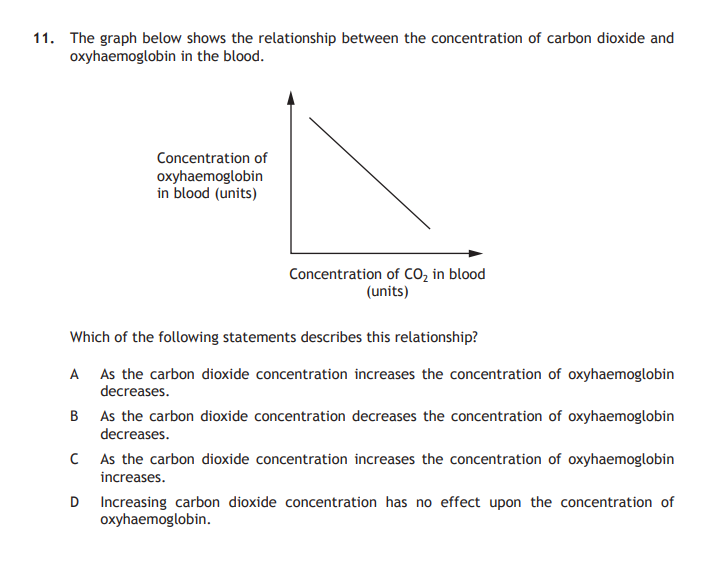 11. The graph below shows the relationship between the concentration of carbon dioxide and
oxyhaemoglobin in the blood.
Concentration of
oxyhaemoglobin
in blood (units)
Concentration of CO₂ in blood
(units)
Which of the following statements describes this relationship?
A As the carbon dioxide concentration increases the concentration of oxyhaemoglobin
decreases.
B As the carbon dioxide concentration decreases the concentration of oxyhaemoglobin
decreases.
C As the carbon dioxide concentration increases the concentration of oxyhaemoglobin
increases.
D Increasing carbon dioxide concentration has no effect upon the concentration of
oxyhaemoglobin.